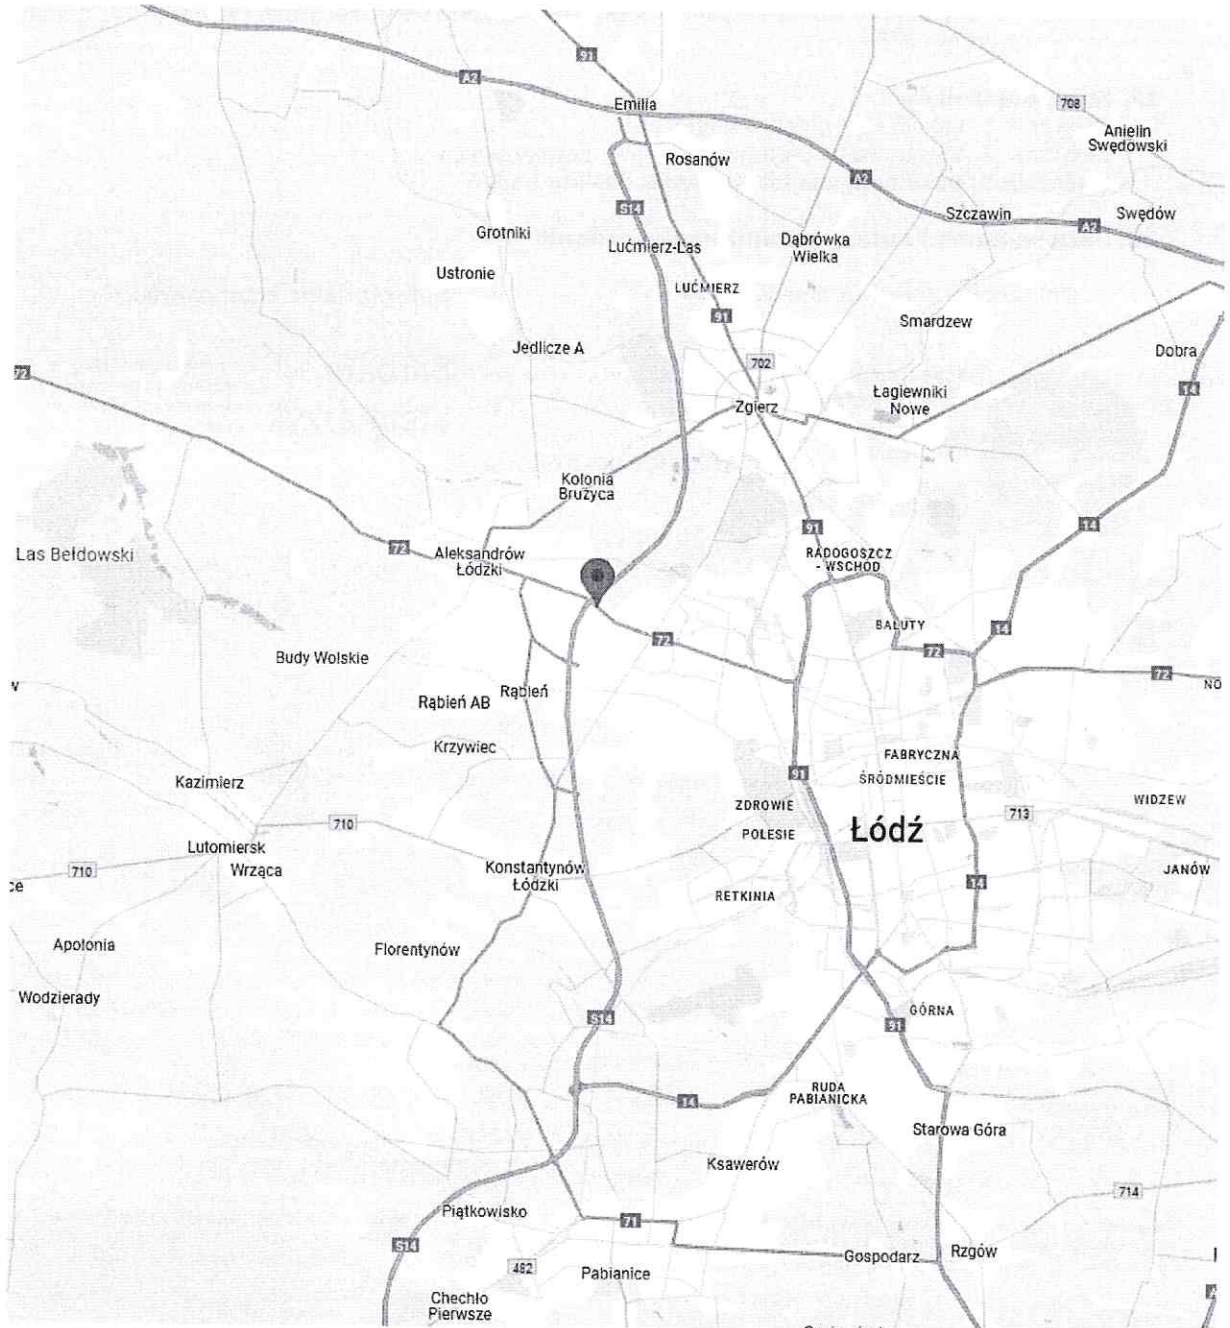 91
A2
Emilia
708
Anielin
Swędowski
Rosanów
A2
S14
Szczawin
Swędów
A2
Grotniki
Lućmierz-Las
Dąbrówka
Wielka
Ustronie
LUĆMIERZ
91
Smardzew
Jedlicze A
702
Dobra
72
Łagiewniki
Nowe
14
Zgierz
Kolonia
Brużyca
91
14
72
Aleksandrów
Łódzki
Las Bełdowski
RADOGOSZCZ
- WSCHÓD
BAŁUTY
14
72
72
Budy Wolskie
72
NO
w
Rąbień
Rąbień AB
Krzywiec
FABRYCZNA
91
ŚRÓDMIEŚCIE
Kazimierz
ZDROWIE
WIDZEW
713
710
POLESIE
Łódź
Lutomiersk
Wrząca
710
Konstantynów
Łódzki
JANÓW
14
ce
RETKINIA
Apolonia
Florentynów
Wodzierady
S14
GÓRNA
91
RUDA
PABIANICKA
14
Starowa Góra
Ksawerów
714
Piątkowisko
71
S14
Gospodarz
Rzgów
482
Pabianice
Chechło
Pierwsze